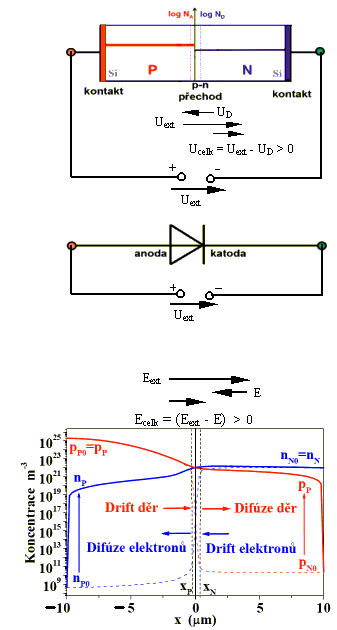 log N_A log N_D
Si P N Si
kontakt p-n kontakt
přechod
U_D
U_ext
U_celk = U_ext - U_D > 0
+ −
U_ext
anoda katoda
+ −
U_ext
E_ext
E
E_celk = (E_ext - E) > 0
Koncentrace m^-3
10^25
10^23
10^21
10^19
10^17
10^15
10^13
10^11
10^9
p_P0=p_P
n_N0=n_N
n_P
p_P
Drift děr Difúze děr
Difúze elektronů Drift elektronů
n_P0
p_N0
x_P x_N
−10 −5 0 5 10
x (μm)